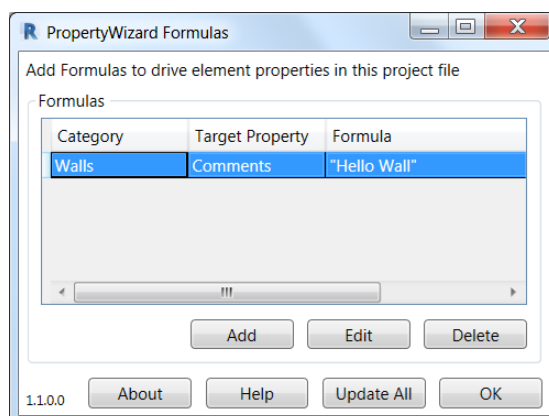 PropertyWizard Formulas
Add Formulas to drive element properties in this project file
Formulas
Category Target Property Formula
Walls Comments "Hello Wall"
Add Edit Delete
1.1.0.0 About Help Update All OK